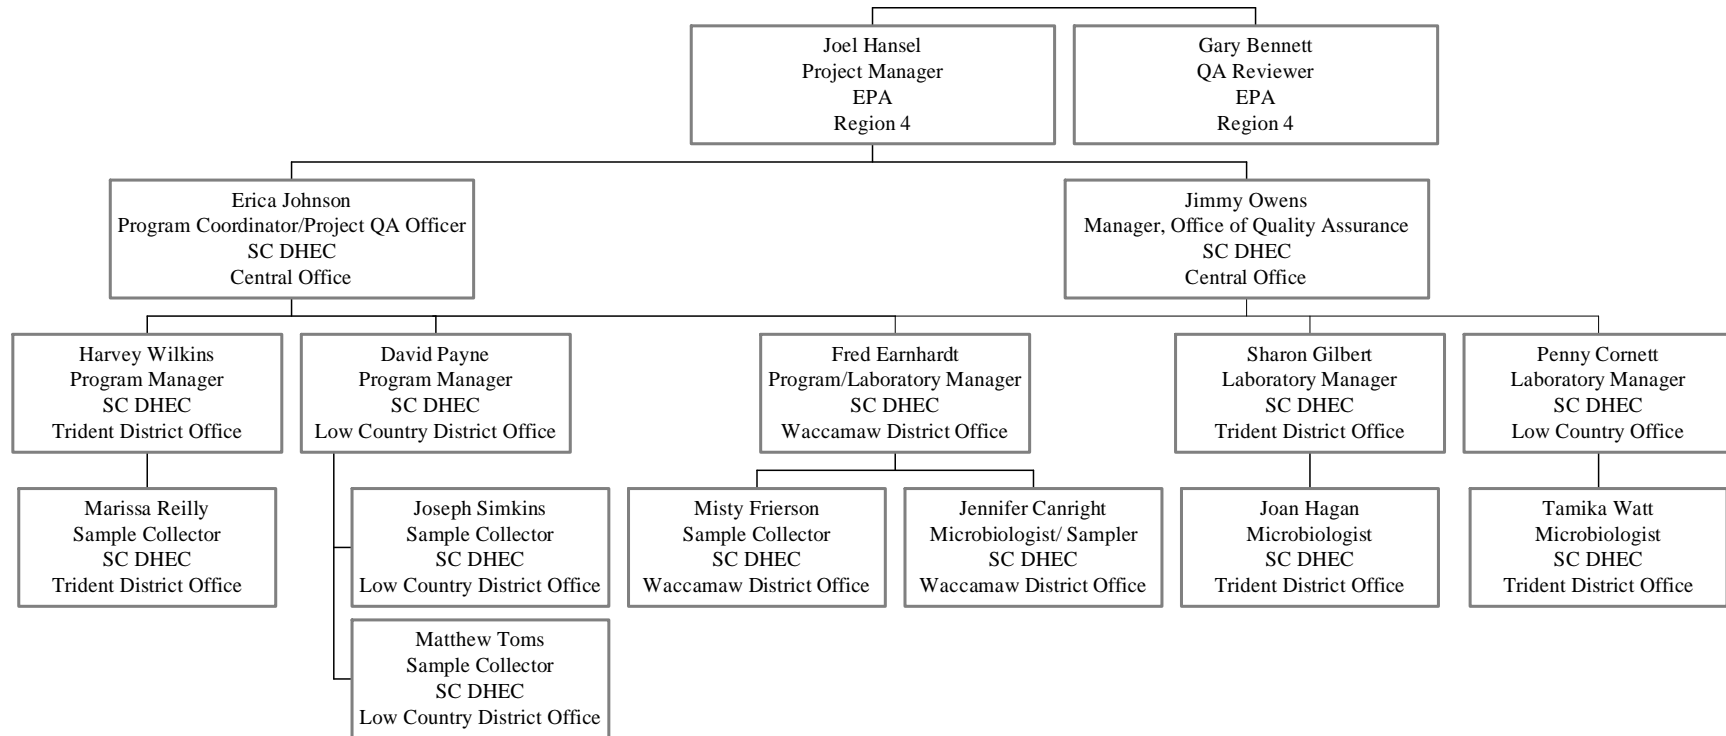 Joel Hansel
Project Manager
EPA
Region 4
Gary Bennett
QA Reviewer
EPA
Region 4
Erica Johnson
Program Coordinator/Project QA Officer
SC DHEC
Central Office
Jimmy Owens
Manager, Office of Quality Assurance
SC DHEC
Central Office
Harvey Wilkins
Program Manager
SC DHEC
Trident District Office
David Payne
Program Manager
SC DHEC
Low Country District Office
Fred Earnhardt
Program/Laboratory Manager
SC DHEC
Waccamaw District Office
Sharon Gilbert
Laboratory Manager
SC DHEC
Trident District Office
Penny Cornett
Laboratory Manager
SC DHEC
Low Country Office
Marissa Reilly
Sample Collector
SC DHEC
Trident District Office
Joseph Simkins
Sample Collector
SC DHEC
Low Country District Office
Misty Frierson
Sample Collector
SC DHEC
Waccamaw District Office
Jennifer Canright
Microbiologist/ Sampler
SC DHEC
Waccamaw District Office
Joan Hagan
Microbiologist
SC DHEC
Trident District Office
Tamika Watt
Microbiologist
SC DHEC
Trident District Office
Matthew Toms
Sample Collector
SC DHEC
Low Country District Office